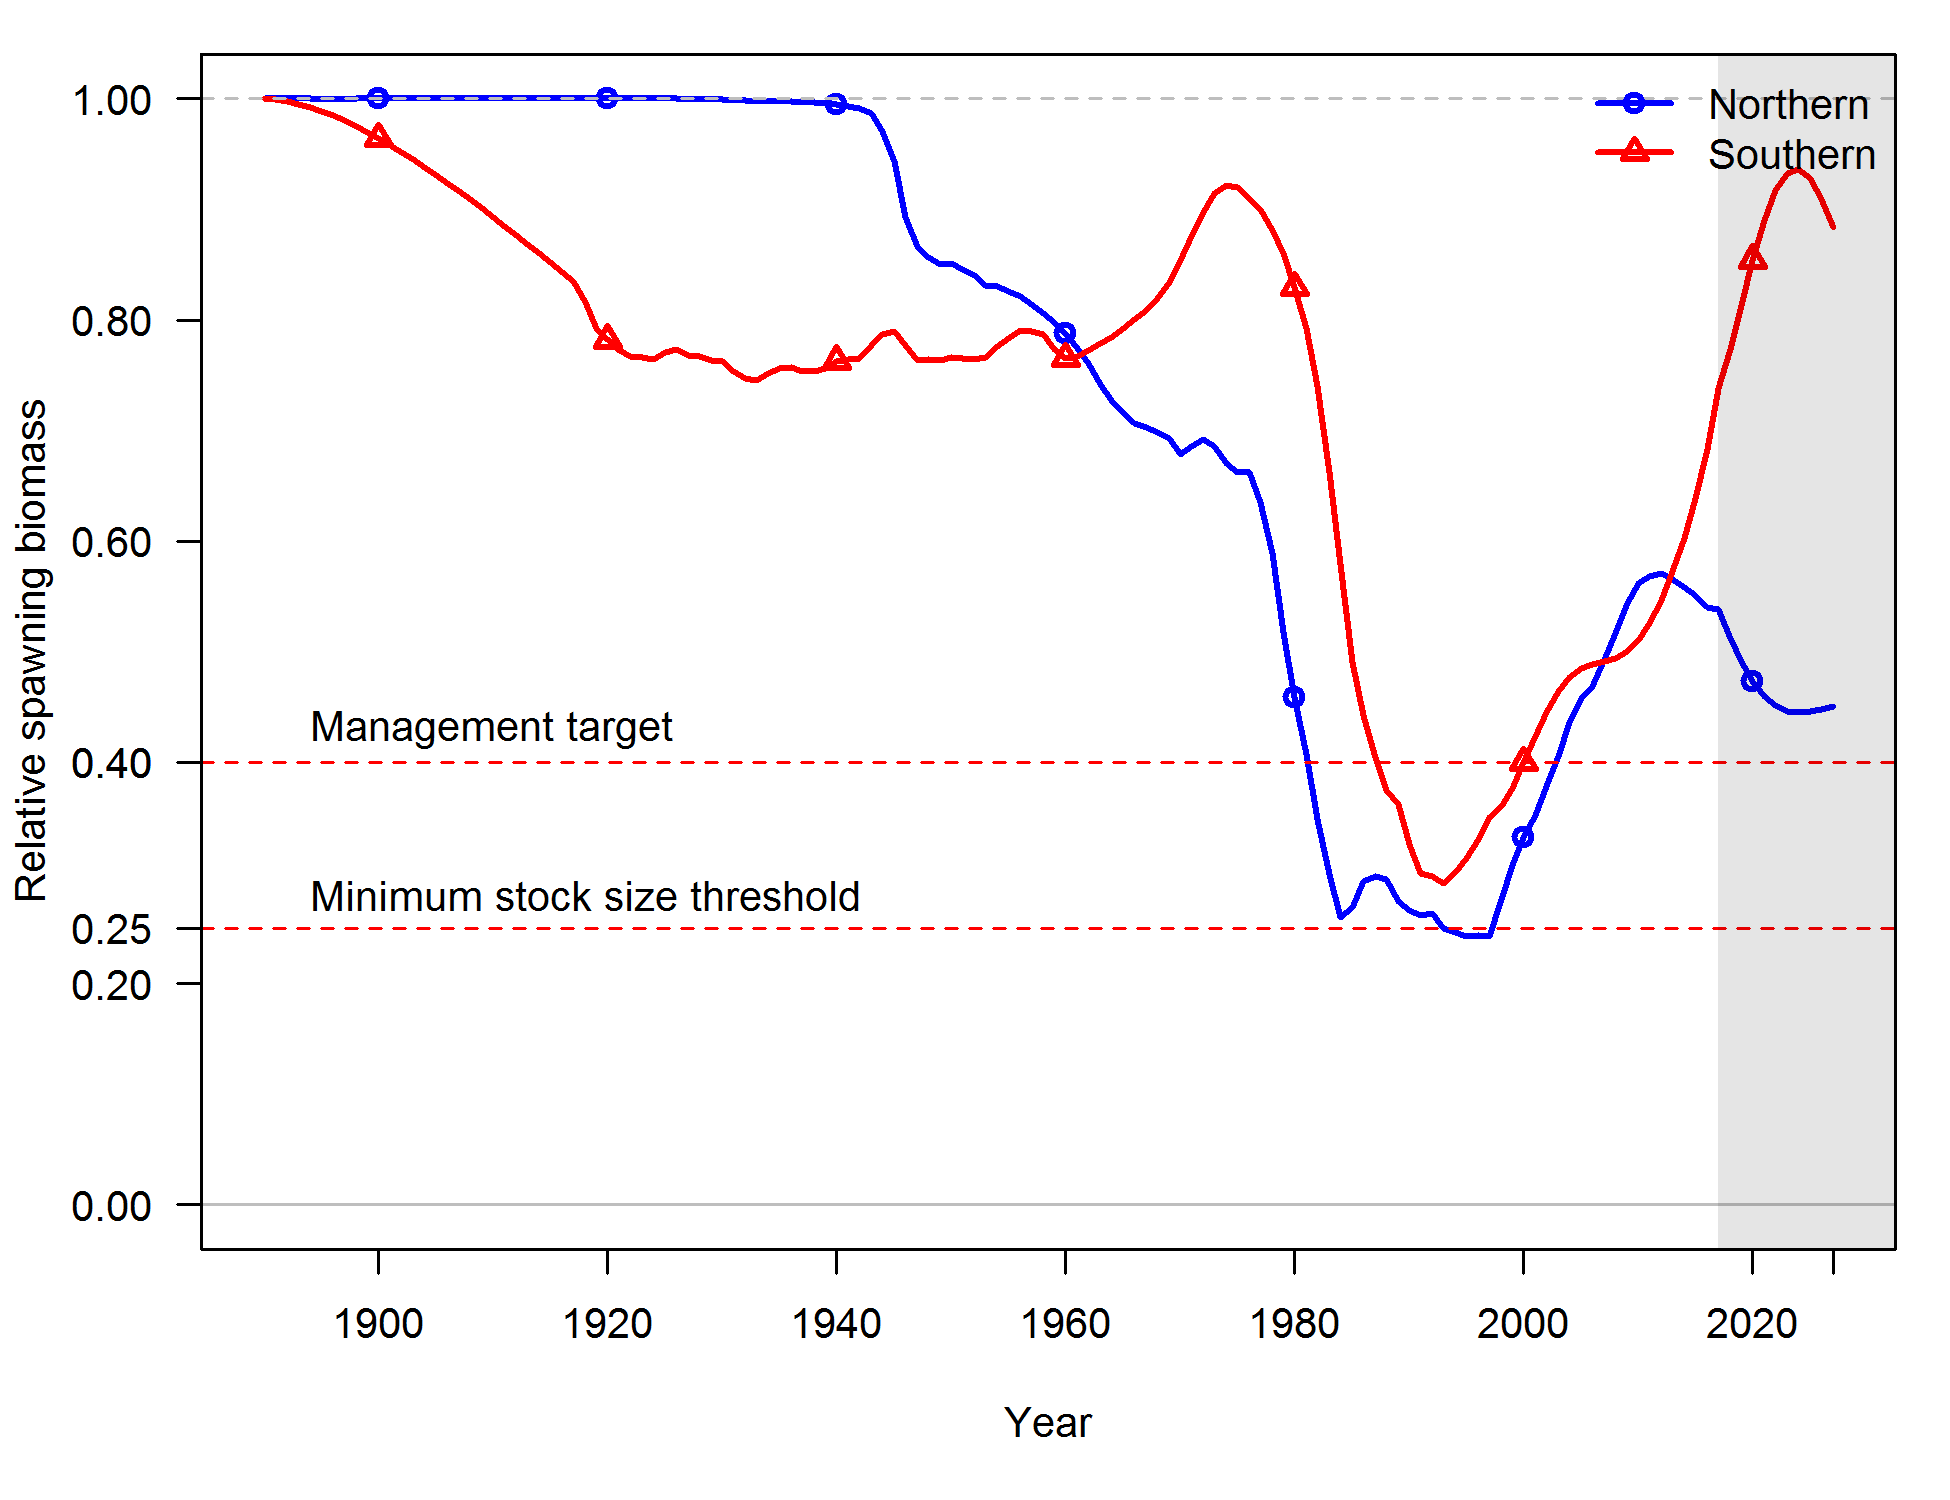 1.00
0.80
0.60
0.40
0.25
0.20
0.00
Relative spawning biomass
Northern
Southern
Management target
Minimum stock size threshold
1900 1920 1940 1960 1980 2000 2020
Year